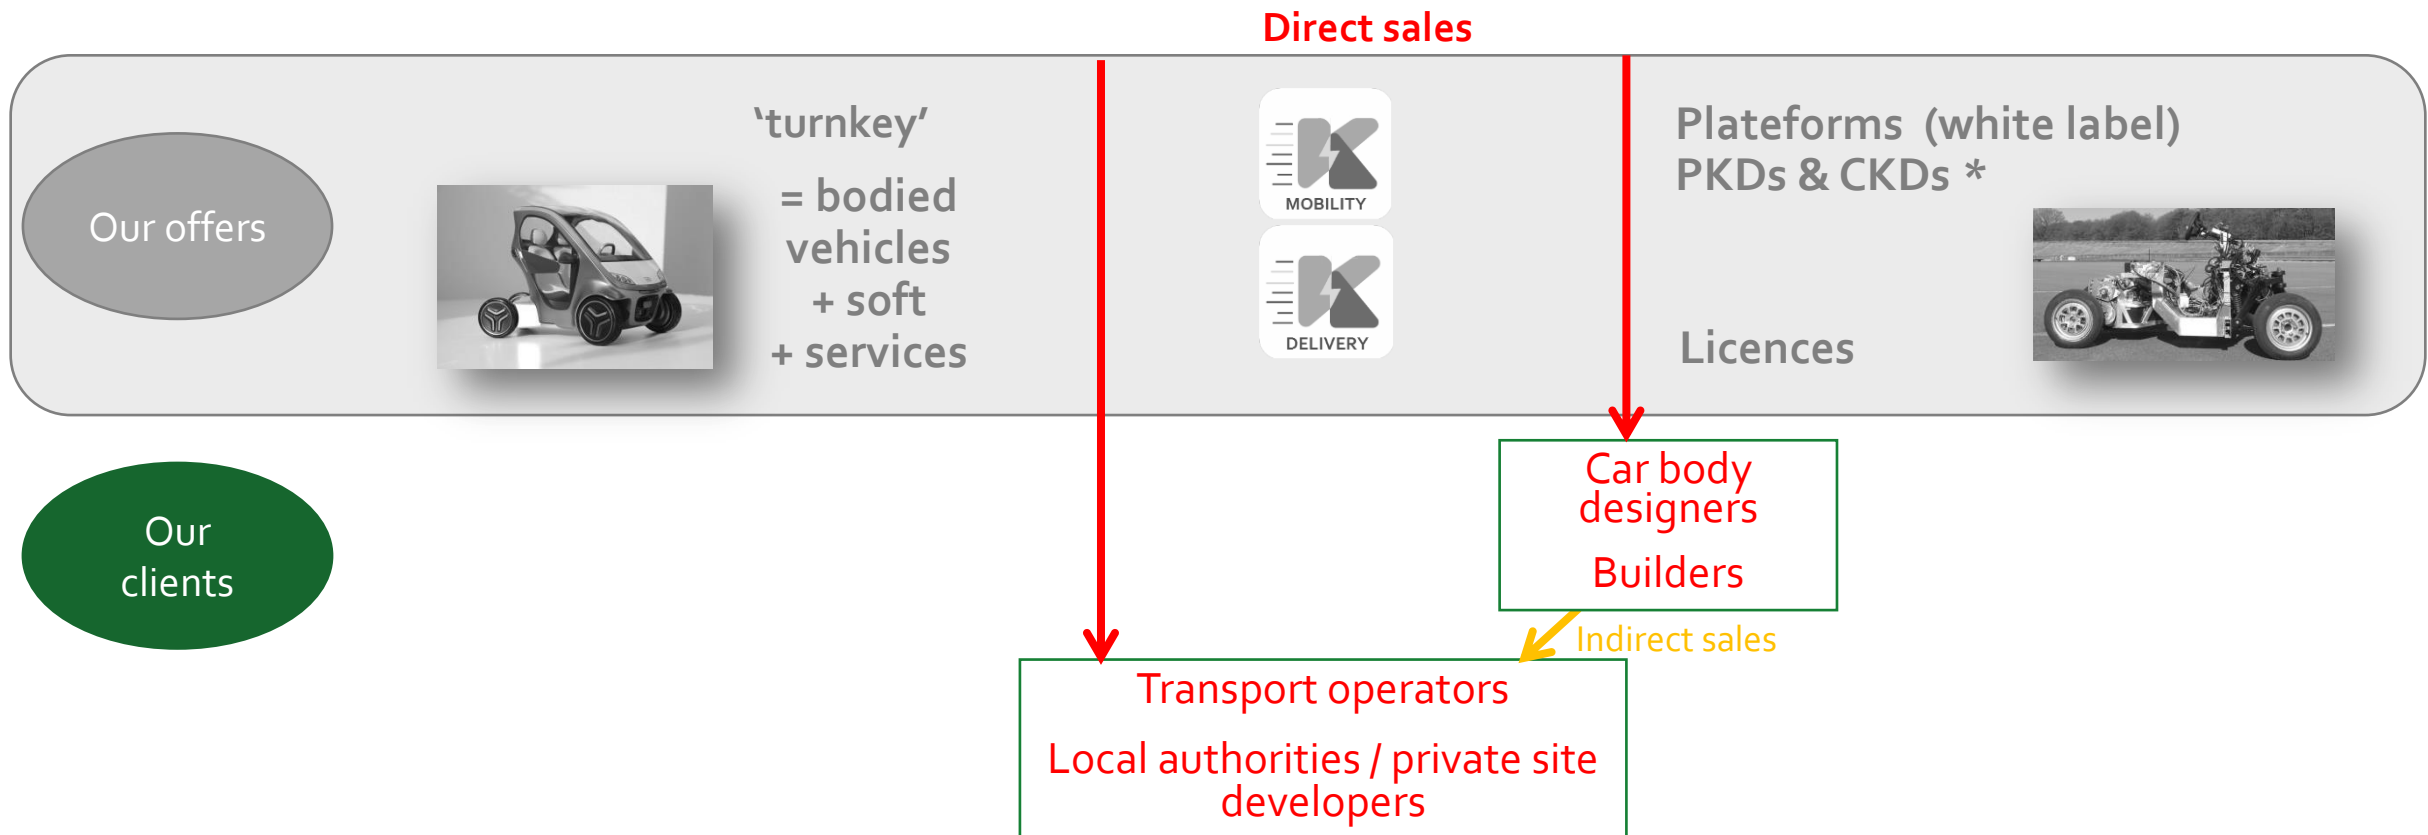 Direct sales
Our offers
‘turnkey’
= bodied
vehicles
+ soft
+ services
MOBILITY
DELIVERY
Plateforms (white label)
PKDs & CKDs *
Licences
Our
clients
Car body
designers
Builders
Indirect sales
Transport operators
Local authorities / private site
developers